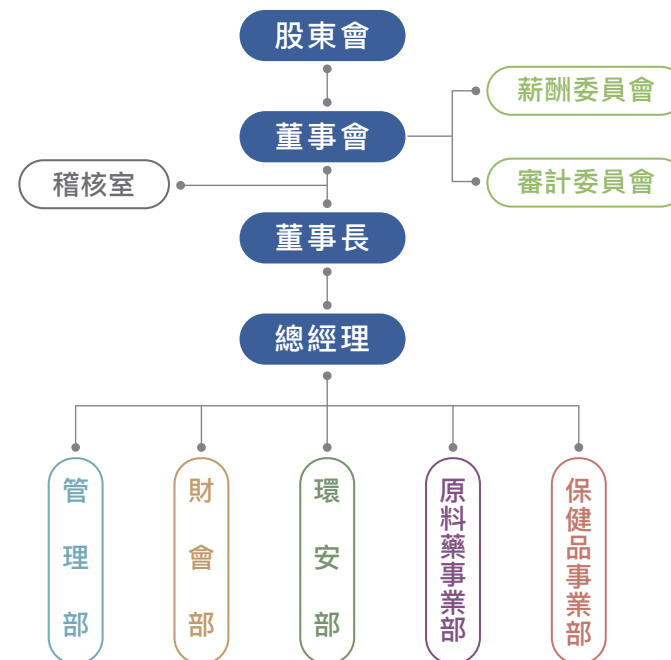 股東會
薪酬委員會
董事會
審計委員會
稽核室
董事長
總經理
管理部
財會部
環安部
原料藥事業部
保健品事業部